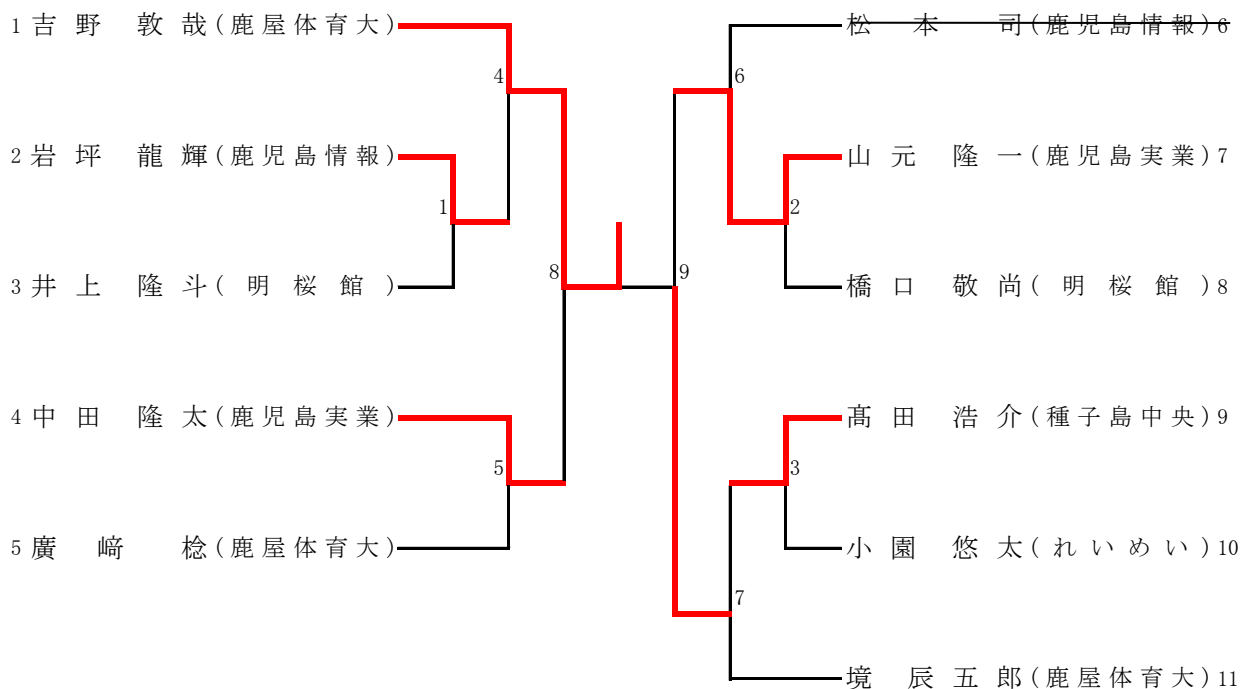 1 吉野 敦哉(鹿屋体育大)
2 岩坪 龍輝(鹿児島情報)
3 井上 隆斗(明桜館)
4 中田 隆太(鹿児島実業)
5 廣﨑 稔(鹿屋体育大)
4
1
8
5
松本 司(鹿児島情報) 6
山元 隆一(鹿児島実業) 7
橋口 敬尚(明桜館) 8
髙田 浩介(種子島中央) 9
小園 悠太(れいめい) 10
境 辰五郎(鹿屋体育大) 11
6
2
9
3
7